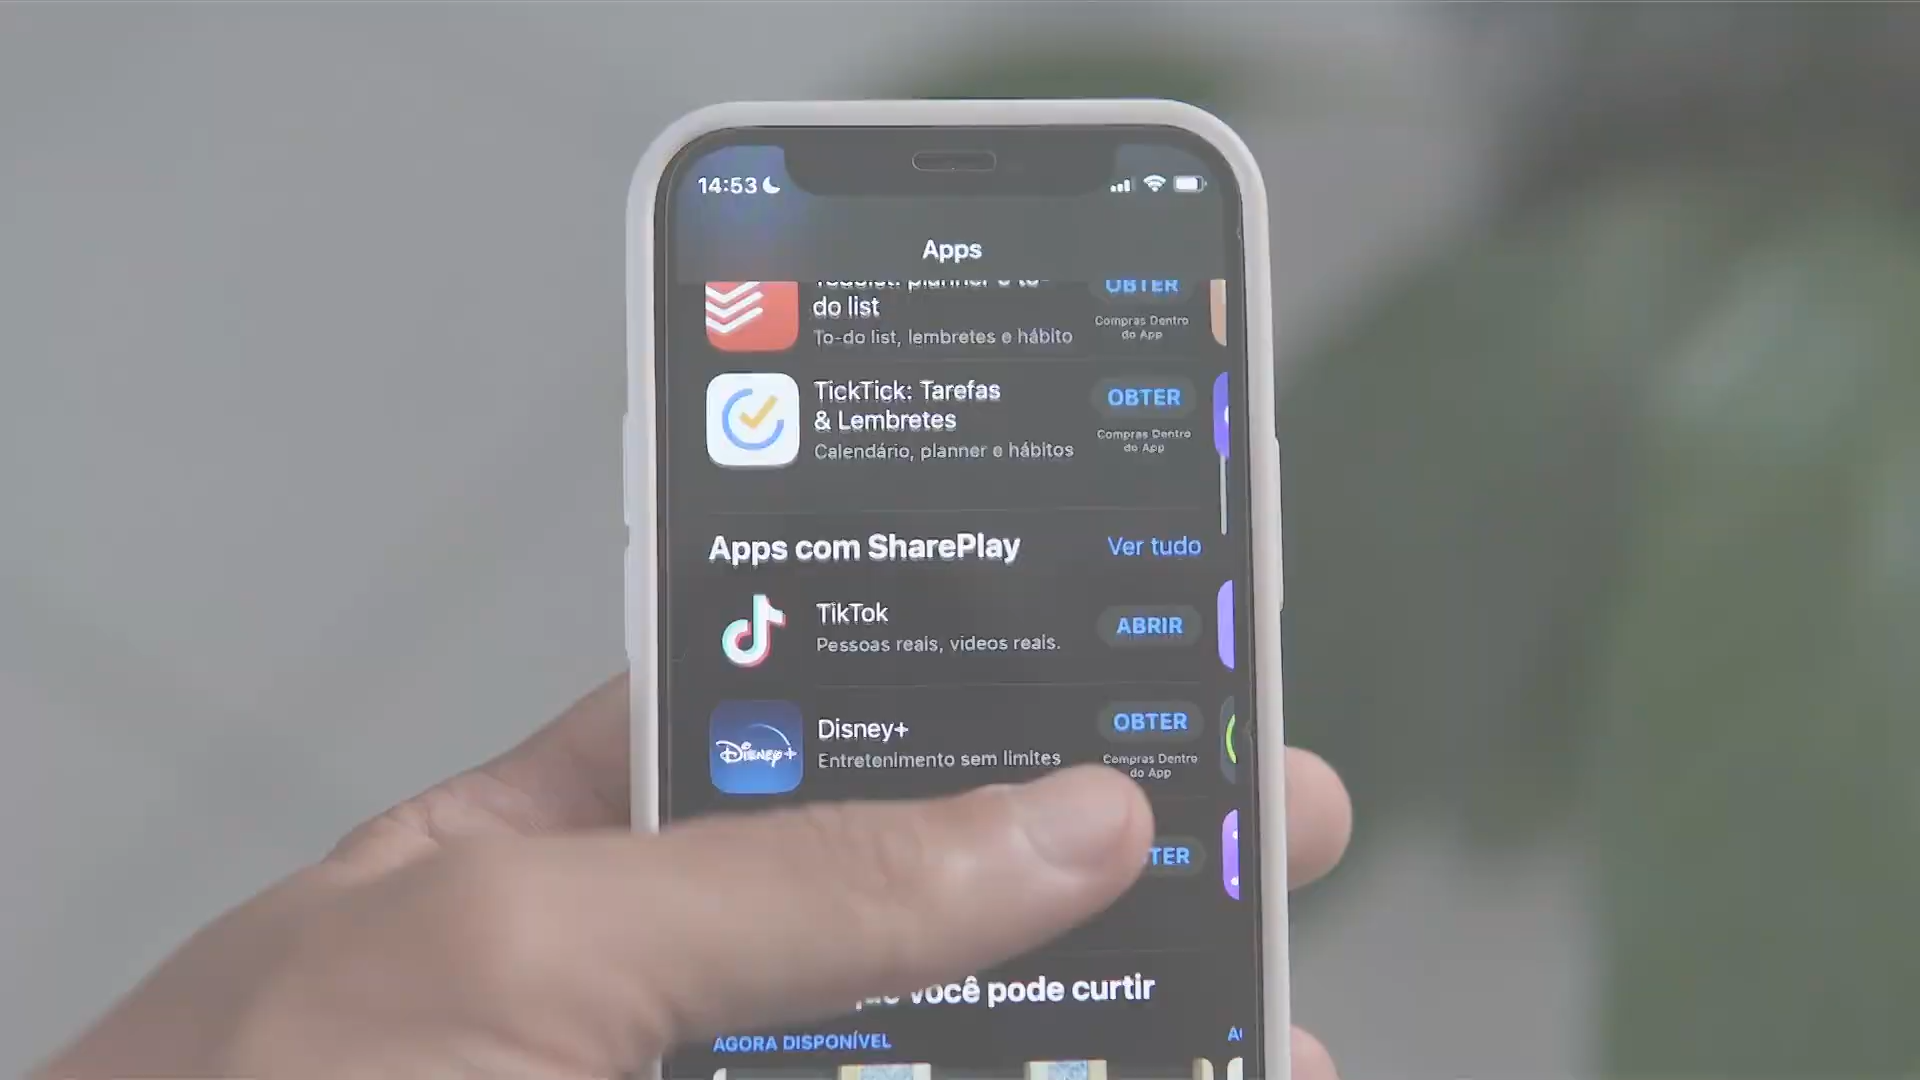 14:53
Apps
do list
To-do list, lembretes e hábito
OBTER
Compras Dentro
do App
TickTick: Tarefas
& Lembretes
Calendário, planner e hábitos
OBTER
Compras Dentro
do App
Apps com SharePlay
Ver tudo
TikTok
Pessoas reais, videos reais.
ABRIR
Disney+
Disney+
Entretenimento sem limites
OBTER
Compras Dentro
do App
TER
você pode curtir
AGORA DISPONÍVEL